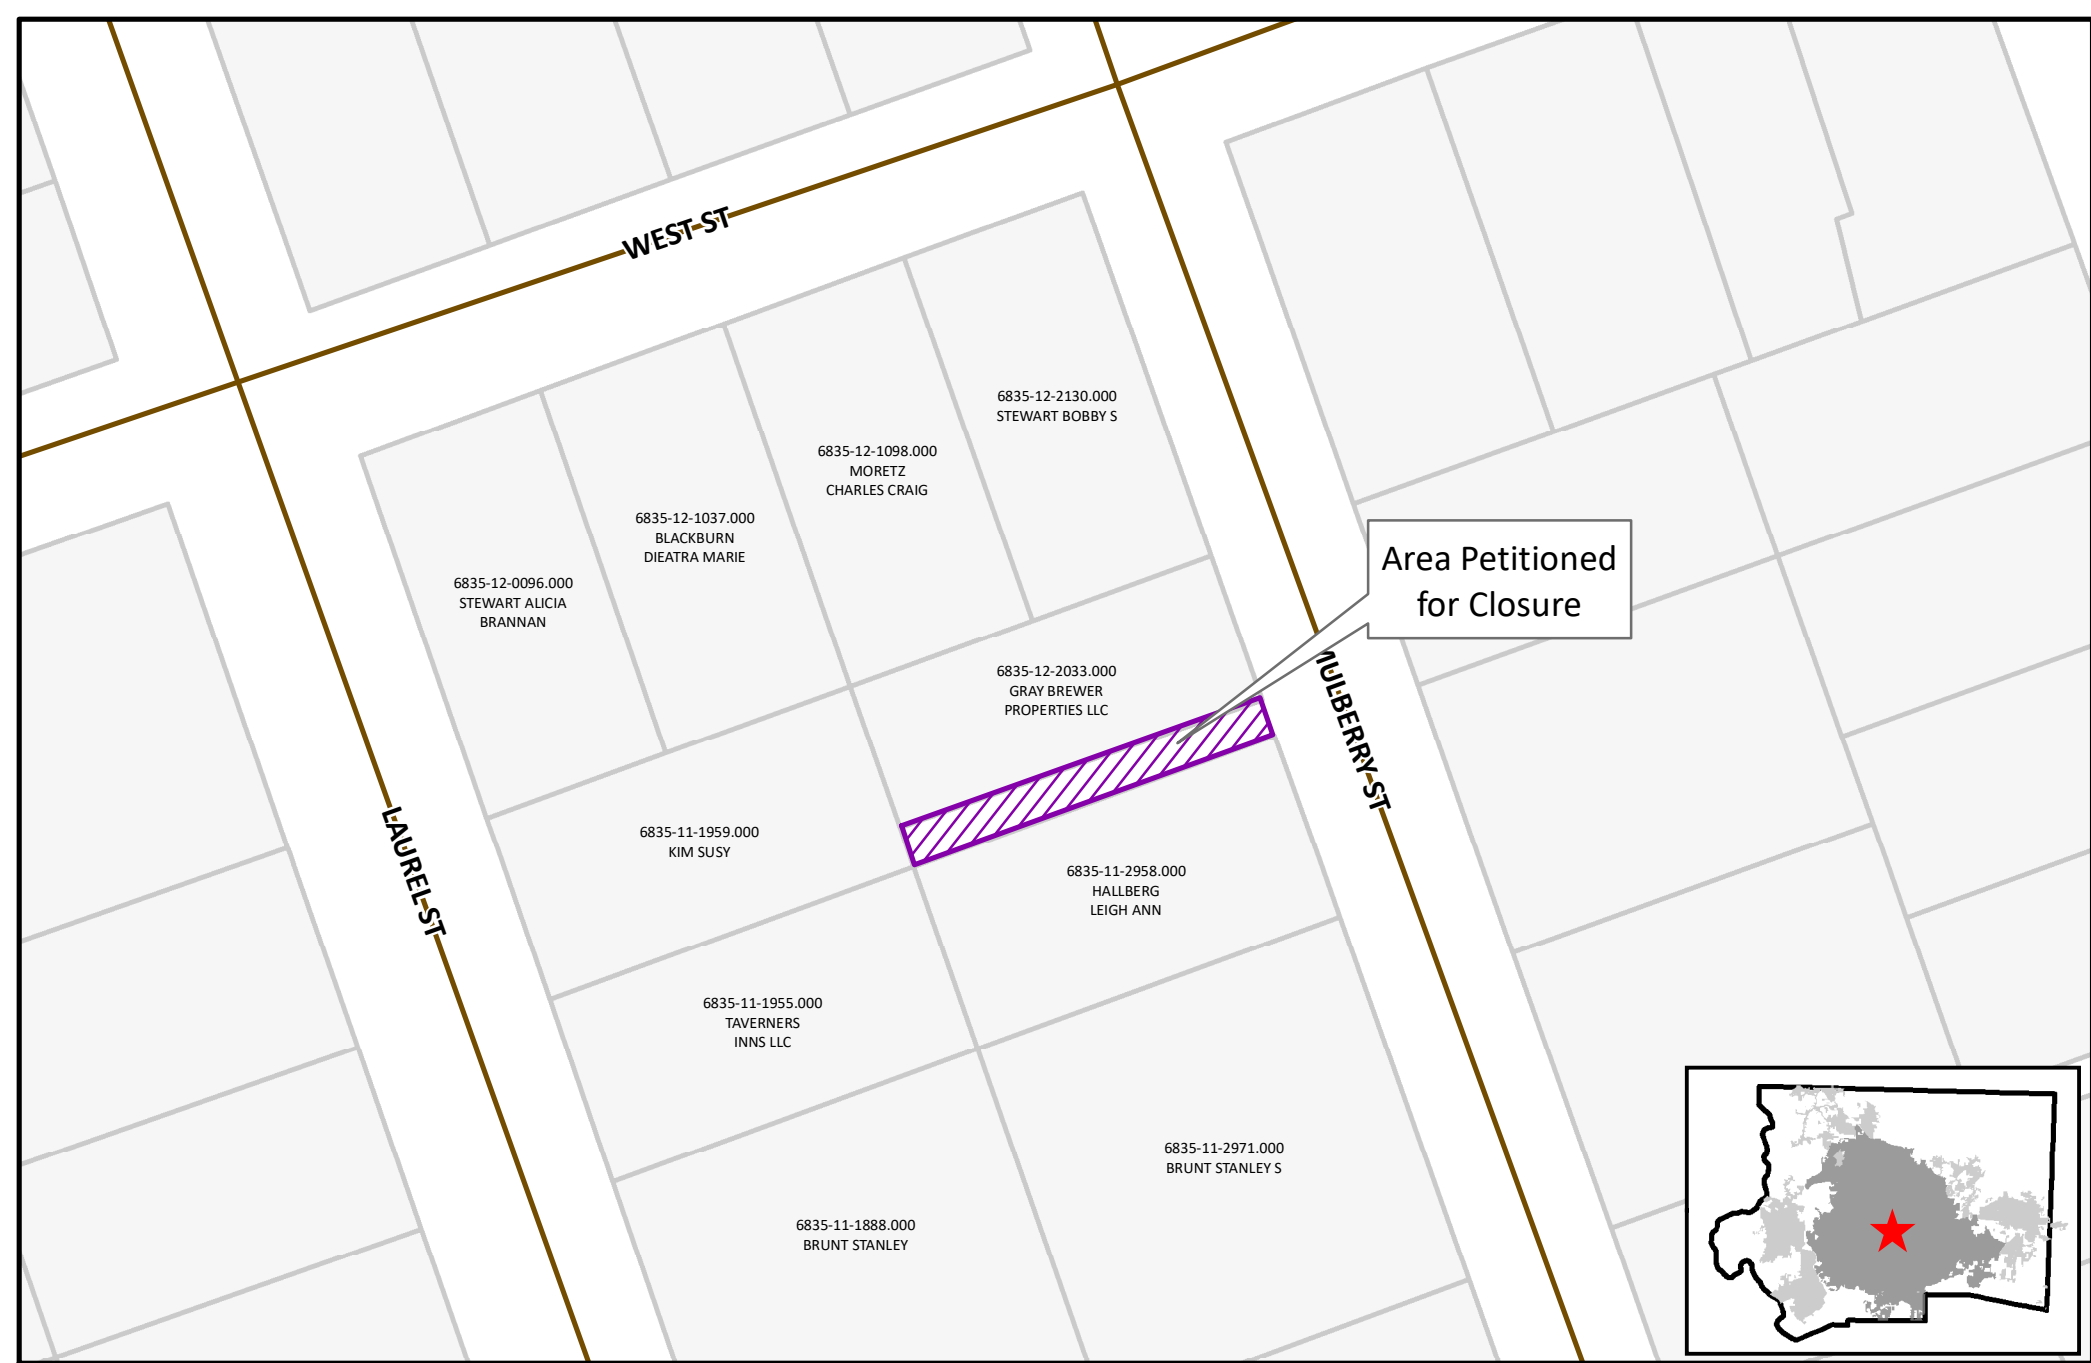 WEST ST
6835-12-2130.000
STEWART BOBBY S
6835-12-1098.000
MORETZ
CHARLES CRAIG
6835-12-1037.000
BLACKBURN
DIEATRA MARIE
6835-12-0096.000
STEWART ALICIA
BRANNAN
Area Petitioned
for Closure
6835-12-2033.000
GRAY BREWER
PROPERTIES LLC
MULBERRY ST
LAUREL ST
6835-11-1959.000
KIM SUSY
6835-11-2958.000
HALLBERG
LEIGH ANN
6835-11-1955.000
TAVERNERS
INNS LLC
6835-11-2971.000
BRUNT STANLEY S
6835-11-1888.000
BRUNT STANLEY